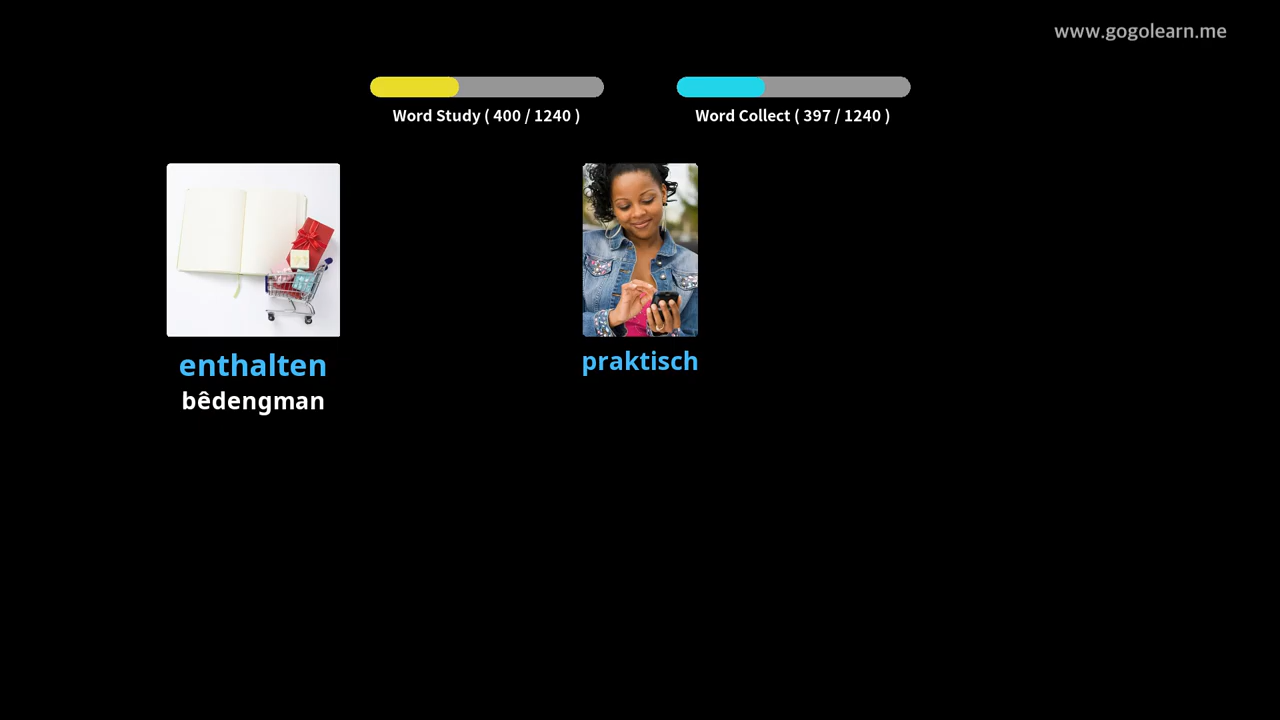 www.gogolearn.me
Word Study ( 400 / 1240 )
Word Collect ( 397 / 1240 )
enthalten
bêdengman
praktisch